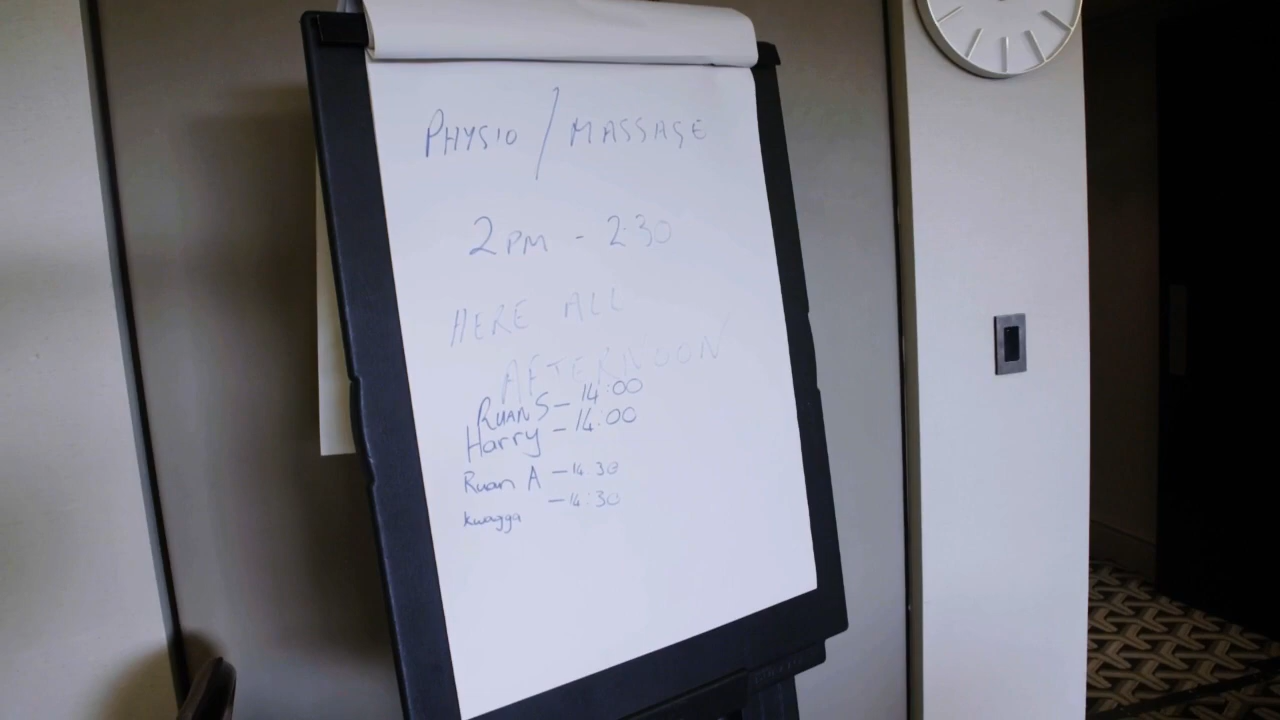 PHYSIO / MASSAGE
2PM - 2:30
HERE ALL
AFTERNOON
RUAN S - 14:00
Harry - 14:00
Ruan A - 14:30
kwagga - 14:30